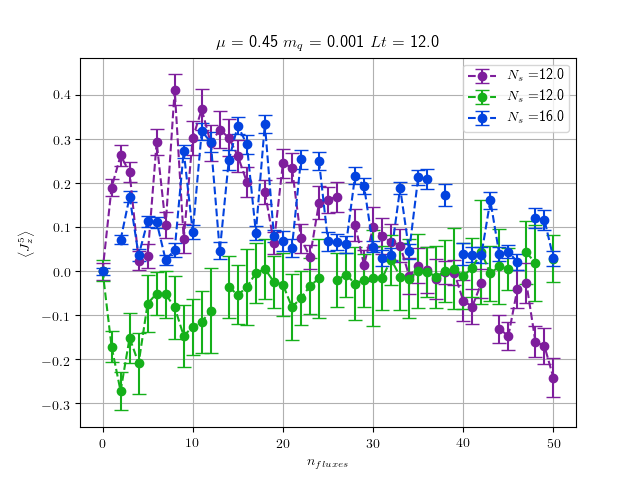 μ = 0.45 m_q = 0.001 Lt = 12.0
N_s =12.0
N_s =12.0
N_s =16.0
0.4
0.3
0.2
0.1
0.0
−0.1
−0.2
−0.3
⟨J_z^5⟩
0 10 20 30 40 50
n_{fluxes}